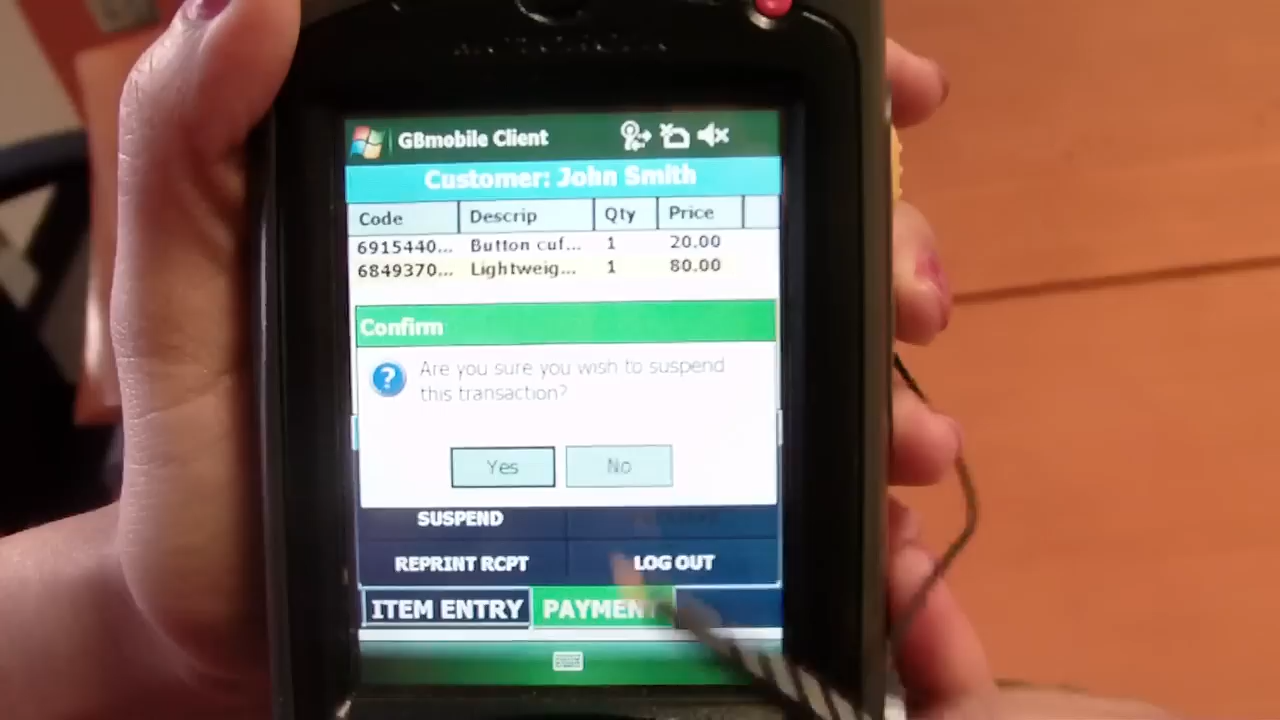 GBmobile Client
Customer: John Smith
Code Descrip Qty Price
6915440... Button cuf... 1 20.00
6849370... Lightweig... 1 80.00
Confirm
? Are you sure you wish to suspend
this transaction?
Yes No
SUSPEND
REPRINT RCPT LOG OUT
ITEM ENTRY PAYMENT